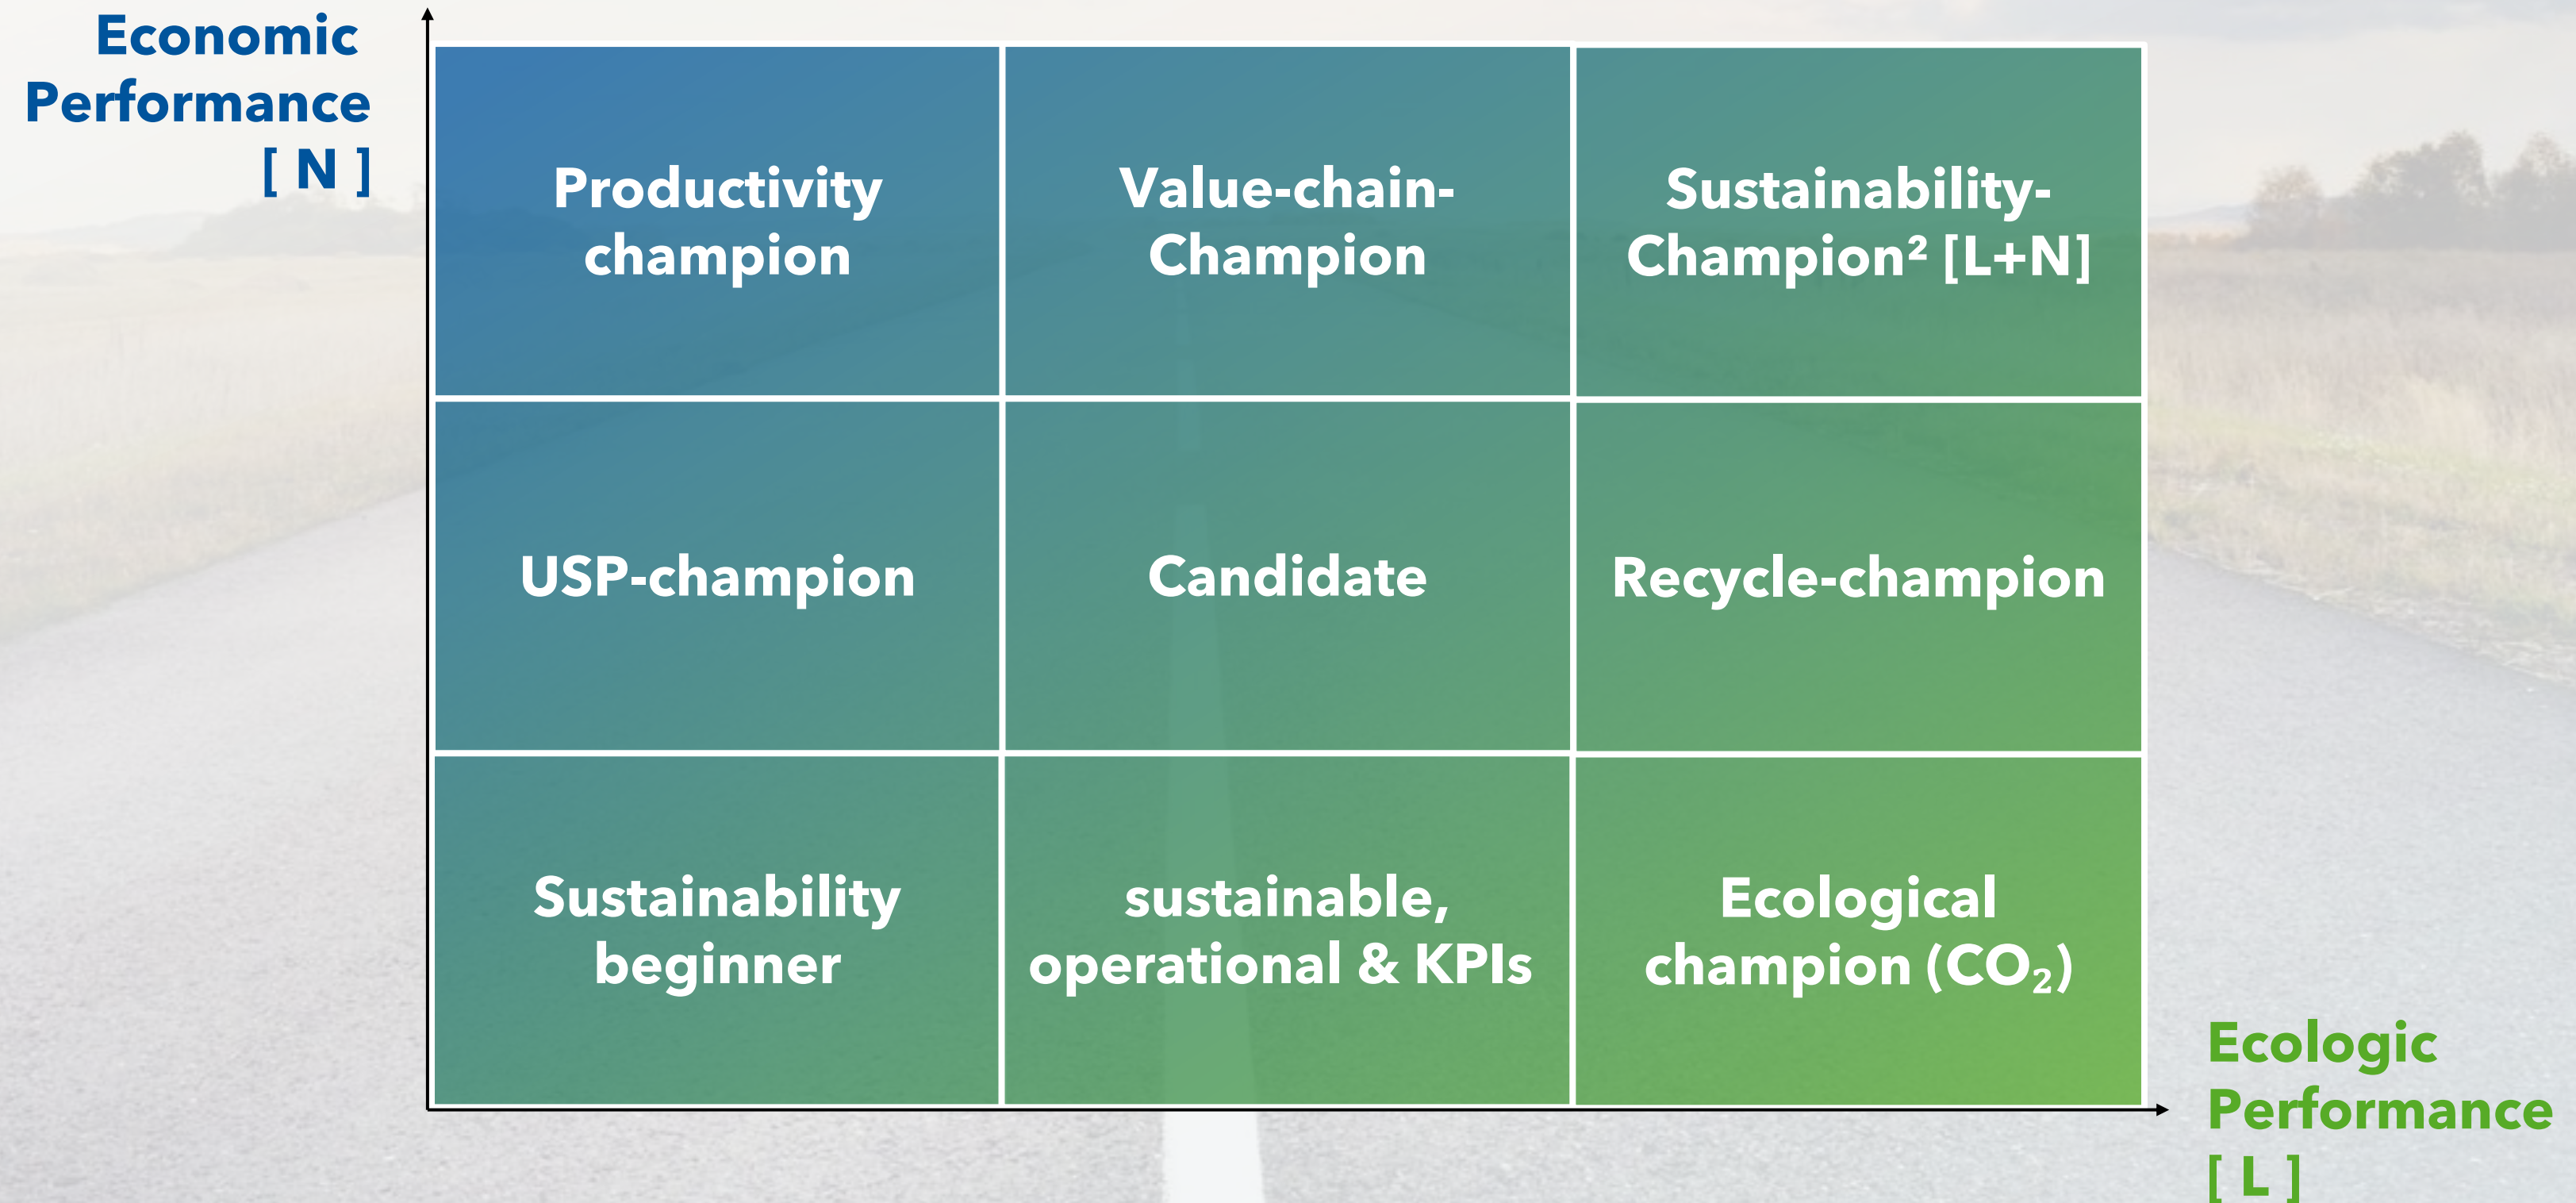 Economic
Performance
[ N ]
Productivity
champion
Value-chain-
Champion
Sustainability-
Champion² [L+N]
USP-champion
Candidate
Recycle-champion
Sustainability
beginner
sustainable,
operational & KPIs
Ecological
champion (CO₂)
Ecologic
Performance
[ L ]